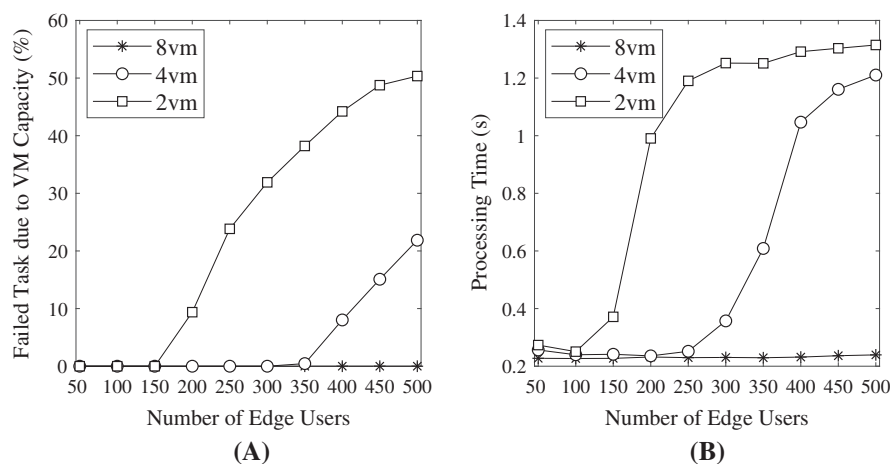 Failed Task due to VM Capacity (%)
60
50
40
30
20
10
0
8vm
4vm
2vm
50 100 150 200 250 300 350 400 450 500
Number of Edge Users
(A)
Processing Time (s)
1.4
1.2
1
0.8
0.6
0.4
0.2
8vm
4vm
2vm
50 100 150 200 250 300 350 400 450 500
Number of Edge Users
(B)